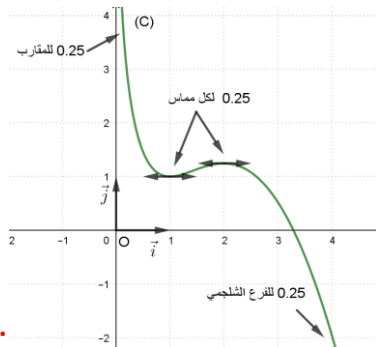 4
(C)
0.25 للمقارب
3
0.25 لكل مماس
2
1
j
2 −1 0 O i 1 2 3 4
−1
0.25 للفرع الشلجمي
−2